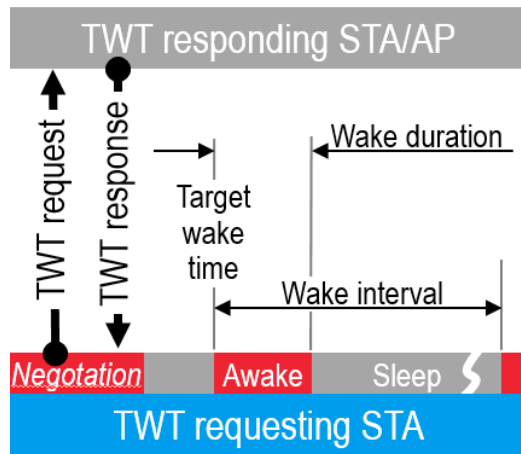 TWT responding STA/AP
TWT request
TWT response
Wake duration
Target
wake
time
Wake interval
Negotation
Awake
Sleep
TWT requesting STA